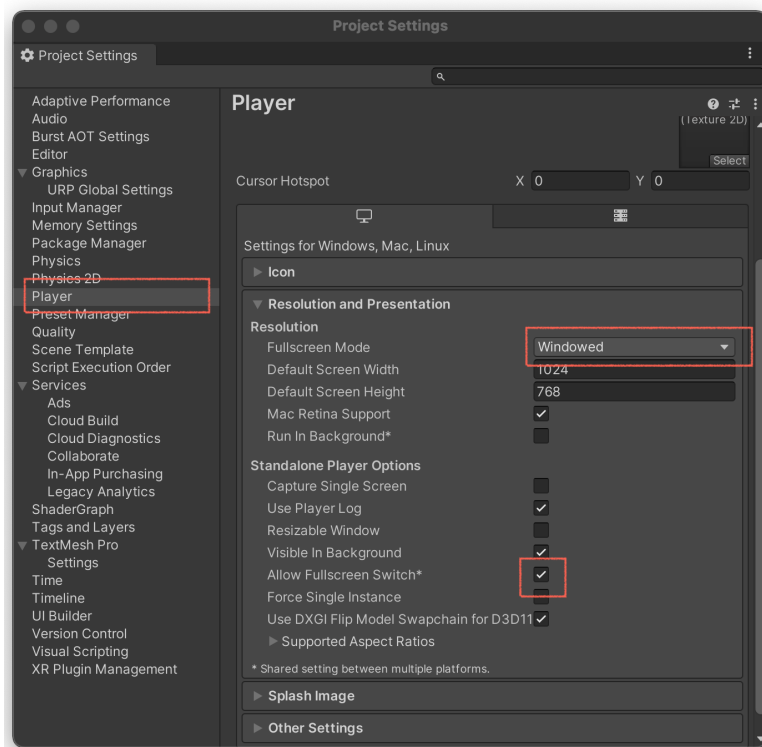 Project Settings
Project Settings
Adaptive Performance
Audio
Burst AOT Settings
Editor
Graphics
URP Global Settings
Input Manager
Memory Settings
Package Manager
Physics
Physics 2D
Player
Preset Manager
Quality
Scene Template
Script Execution Order
Services
Ads
Cloud Build
Cloud Diagnostics
Collaborate
In-App Purchasing
Legacy Analytics
ShaderGraph
Tags and Layers
TextMesh Pro
Settings
Time
Timeline
UI Builder
Version Control
Visual Scripting
XR Plugin Management
Player
(Texture 2D)
Select
Cursor Hotspot X 0 Y 0
Settings for Windows, Mac, Linux
Icon
Resolution and Presentation
Resolution
Fullscreen Mode Windowed
Default Screen Width 1024
Default Screen Height 768
Mac Retina Support
Run In Background*
Standalone Player Options
Capture Single Screen
Use Player Log
Resizable Window
Visible In Background
Allow Fullscreen Switch*
Force Single Instance
Use DXGI Flip Model Swapchain for D3D11
Supported Aspect Ratios
* Shared setting between multiple platforms.
Splash Image
Other Settings